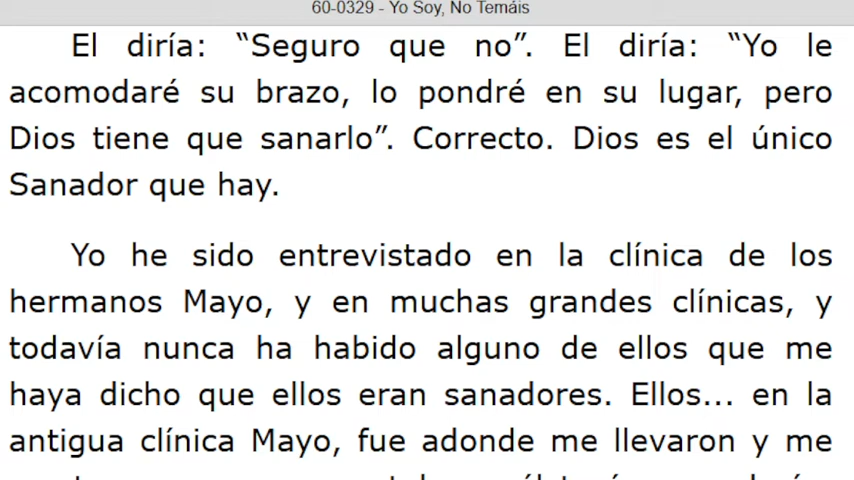 60-0329 - Yo Soy, No Temáis
El diría: “Seguro que no”. El diría: “Yo le
acomodaré su brazo, lo pondré en su lugar, pero
Dios tiene que sanarlo”. Correcto. Dios es el único
Sanador que hay.
Yo he sido entrevistado en la clínica de los
hermanos Mayo, y en muchas grandes clínicas, y
todavía nunca ha habido alguno de ellos que me
haya dicho que ellos eran sanadores. Ellos... en la
antigua clínica Mayo, fue adonde me llevaron y me